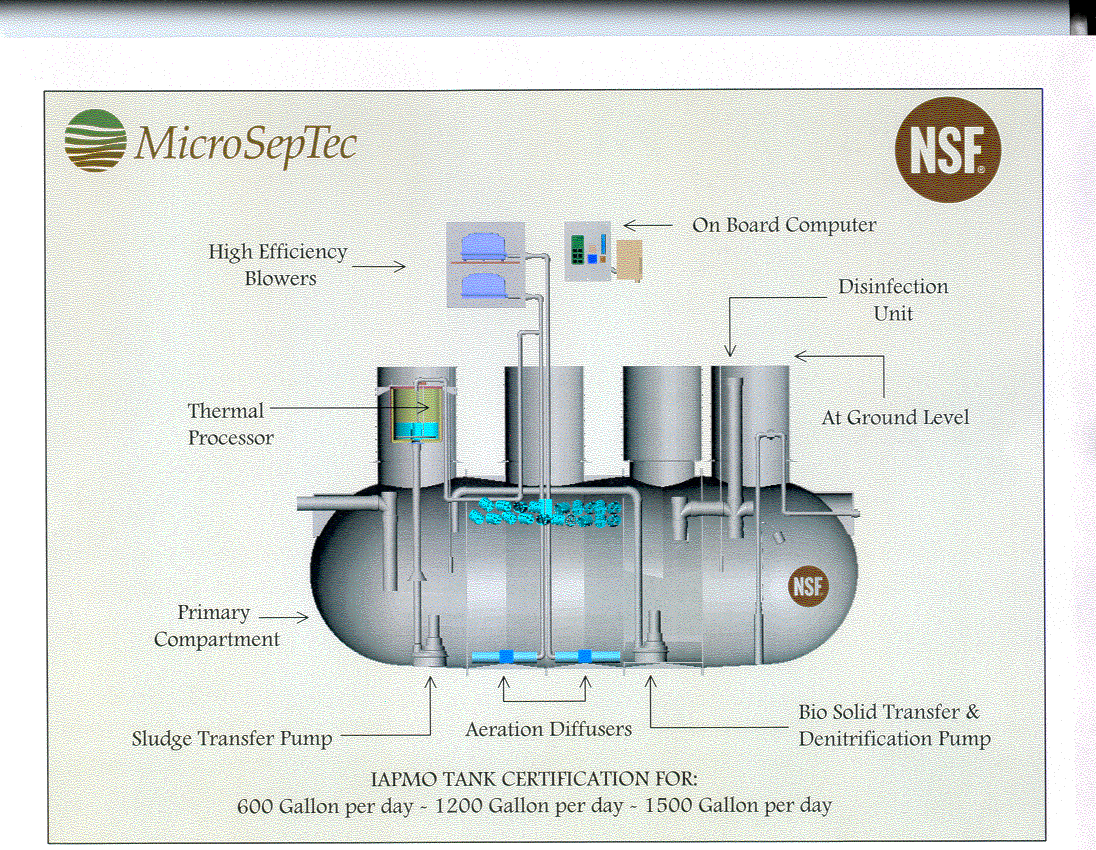 MicroSepTec
NSF®
On Board Computer
High Efficiency
Blowers
Disinfection
Unit
Thermal
Processor
At Ground Level
NSF
Primary
Compartment
Aeration Diffusers
Bio Solid Transfer &
Denitrification Pump
Sludge Transfer Pump
IAPMO TANK CERTIFICATION FOR:
600 Gallon per day - 1200 Gallon per day - 1500 Gallon per day